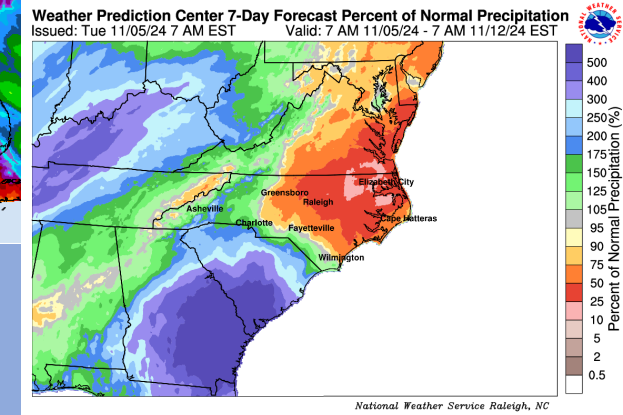 Weather Prediction Center 7-Day Forecast Percent of Normal Precipitation
Issued: Tue 11/05/24 7 AM EST
Valid: 7 AM 11/05/24 - 7 AM 11/12/24 EST
NATIONAL WEATHER SERVICE
500
400
300
250
200
175
150
125
105
95
90
75
50
25
10
5
2
0.5
Percent of Normal Precipitation (%)
Elizabeth City
Greensboro
Raleigh
Asheville
Cape Hatteras
Charlotte
Fayetteville
Wilmington
National Weather Service Raleigh, NC